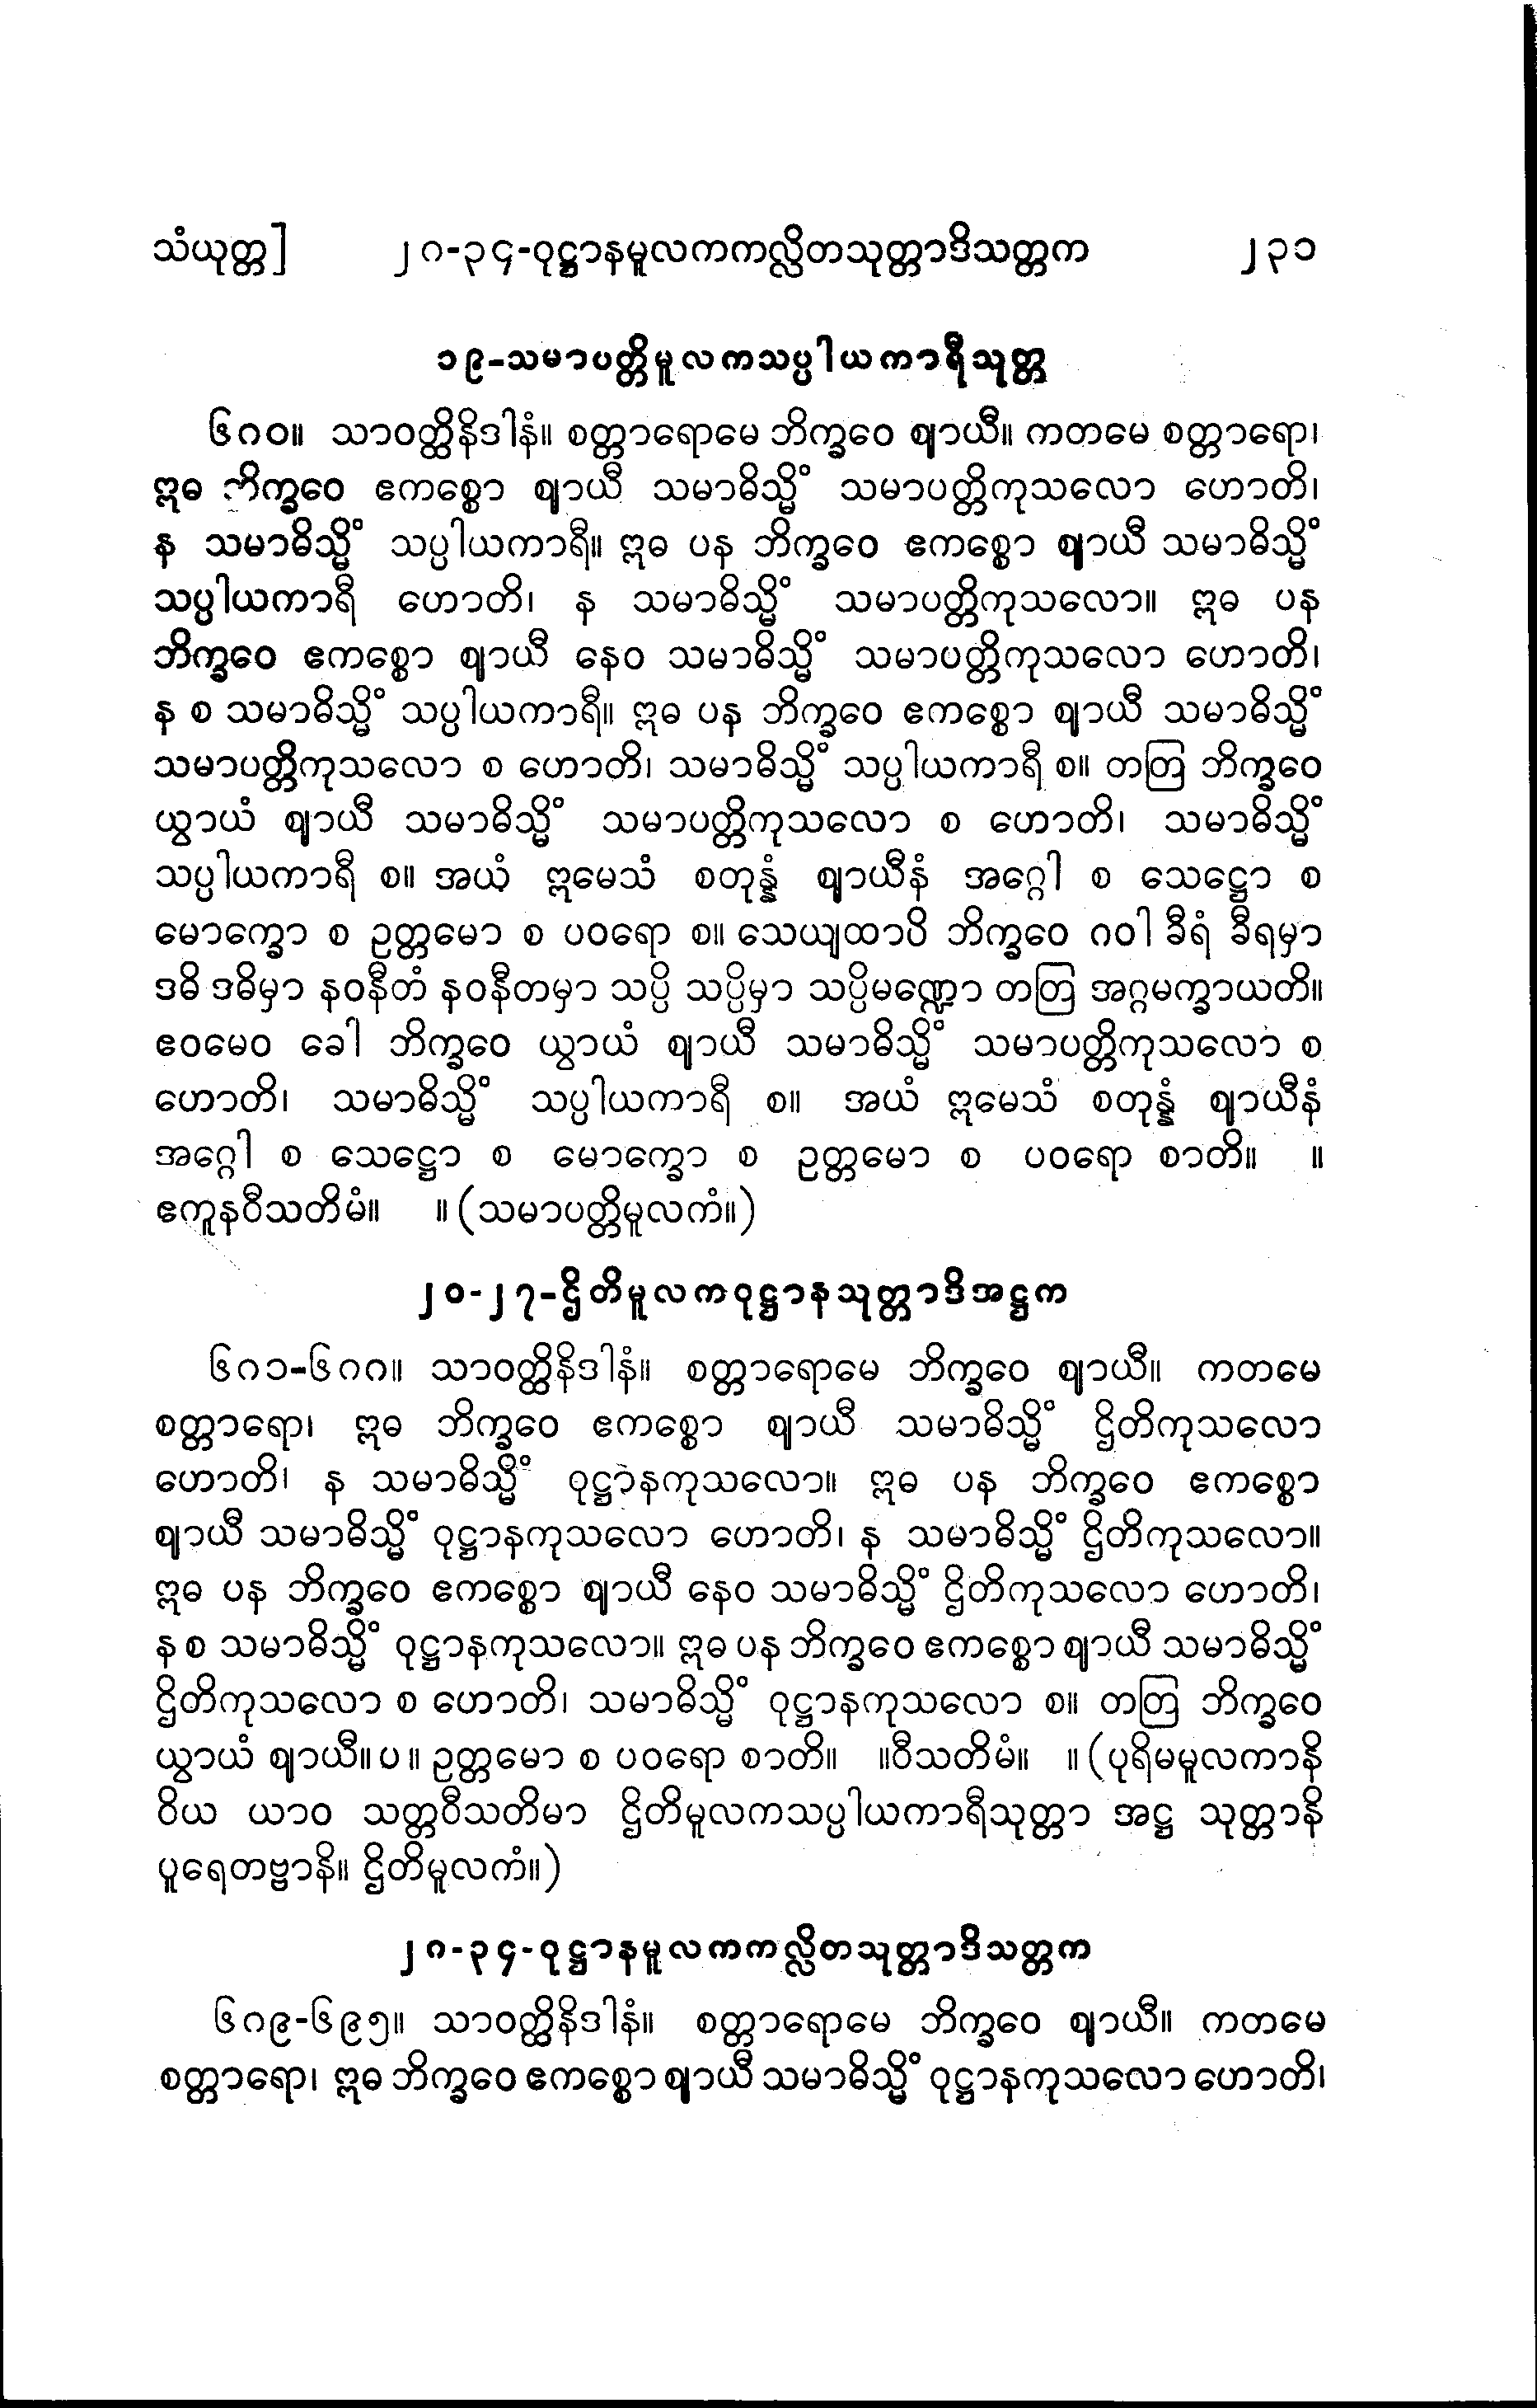 သံယုတ္တ] ၂၈-၃၄-ဝုဋ္ဌာနမူလကကလ္လိတသုတ္တာဒိသတ္တက ၂၃၁
၁၉-သမာပတ္တိမူလကသပ္ပါယကာရီသုတ္တ
၆၈၀။ သာဝတ္ထိနိဒါနံ။ စတ္တာရောမေ ဘိက္ခဝေ ဈာယီ။ ကတမေ စတ္တာရော၊
ဣဓ ဘိက္ခဝေ ဧကစ္စော ဈာယီ သမာဓိသ္မိံ သမာပတ္တိကုသလော ဟောတိ၊
န သမာဓိသ္မိံ သပ္ပါယကာရီ။ ဣဓ ပန ဘိက္ခဝေ ဧကစ္စော ဈာယီ သမာဓိသ္မိံ
သပ္ပါယကာရီ ဟောတိ၊ န သမာဓိသ္မိံ သမာပတ္တိကုသလော။ ဣဓ ပန
ဘိက္ခဝေ ဧကစ္စော ဈာယီ နေဝ သမာဓိသ္မိံ သမာပတ္တိကုသလော ဟောတိ၊
န စ သမာဓိသ္မိံ သပ္ပါယကာရီ။ ဣဓ ပန ဘိက္ခဝေ ဧကစ္စော ဈာယီ သမာဓိသ္မိံ
သမာပတ္တိကုသလော စ ဟောတိ၊ သမာဓိသ္မိံ သပ္ပါယကာရီ စ။ တတြ ဘိက္ခဝေ
ယွာယံ ဈာယီ သမာဓိသ္မိံ သမာပတ္တိကုသလော စ ဟောတိ၊ သမာဓိသ္မိံ
သပ္ပါယကာရီ စ။ အယံ ဣမေသံ စတုန္နံ ဈာယီနံ အဂ္ဂေါ စ သေဋ္ဌော စ
မောက္ခော စ ဥတ္တမော စ ပဝရော စ။ သေယျထာပိ ဘိက္ခဝေ ဂဝါ ခီရံ ခီရမှာ
ဒဓိ ဒဓိမှာ နဝနီတံ နဝနီတမှာ သပ္ပိ သပ္ပိမှာ သပ္ပိမဏ္ဍော တတြ အဂ္ဂမက္ခာယတိ။
ဧဝမေဝ ခေါ ဘိက္ခဝေ ယွာယံ ဈာယီ သမာဓိသ္မိံ သမာပတ္တိကုသလော စ
ဟောတိ၊ သမာဓိသ္မိံ သပ္ပါယကာရီ စ။ အယံ ဣမေသံ စတုန္နံ ဈာယီနံ
အဂ္ဂေါ စ သေဋ္ဌော စ မောက္ခော စ ဥတ္တမော စ ပဝရော စာတိ။ ။
ဧကူနဝီသတိမံ။ ။ (သမာပတ္တိမူလကံ။)
၂၀-၂၇-ဌိတိမူလကဝုဋ္ဌာနသုတ္တာဒိအဋ္ဌက
၆၈၁-၆၈၈။ သာဝတ္ထိနိဒါနံ။ စတ္တာရောမေ ဘိက္ခဝေ ဈာယီ။ ကတမေ
စတ္တာရော၊ ဣဓ ဘိက္ခဝေ ဧကစ္စော ဈာယီ သမာဓိသ္မိံ ဌိတိကုသလော
ဟောတိ၊ န သမာဓိသ္မိံ ဝုဋ္ဌာနကုသလော။ ဣဓ ပန ဘိက္ခဝေ ဧကစ္စော
ဈာယီ သမာဓိသ္မိံ ဝုဋ္ဌာနကုသလော ဟောတိ၊ န သမာဓိသ္မိံ ဌိတိကုသလော။
ဣဓ ပန ဘိက္ခဝေ ဧကစ္စော ဈာယီ နေဝ သမာဓိသ္မိံ ဌိတိကုသလော ဟောတိ၊
န စ သမာဓိသ္မိံ ဝုဋ္ဌာနကုသလော။ ဣဓ ပန ဘိက္ခဝေ ဧကစ္စော ဈာယီ သမာဓိသ္မိံ
ဌိတိကုသလော စ ဟောတိ၊ သမာဓိသ္မိံ ဝုဋ္ဌာနကုသလော စ။ တတြ ဘိက္ခဝေ
ယွာယံ ဈာယီ။ ပ ။ ဥတ္တမော စ ပဝရော စာတိ။ ။ဝီသတိမံ။ ။ (ပုရိမမူလကာနိ
ဝိယ ယာဝ သတ္တဝီသတိမာ ဌိတိမူလကသပ္ပါယကာရီသုတ္တာ အဋ္ဌ သုတ္တာနိ
ပူရေတဗ္ဗာနိ။ ဌိတိမူလကံ။)
၂၈-၃၄-ဝုဋ္ဌာနမူလကကလ္လိတသုတ္တာဒိသတ္တက
၆၈၉-၆၉၅။ သာဝတ္ထိနိဒါနံ။ စတ္တာရောမေ ဘိက္ခဝေ ဈာယီ။ ကတမေ
စတ္တာရော၊ ဣဓ ဘိက္ခဝေ ဧကစ္စော ဈာယီ သမာဓိသ္မိံ ဝုဋ္ဌာနကုသလော ဟောတိ၊